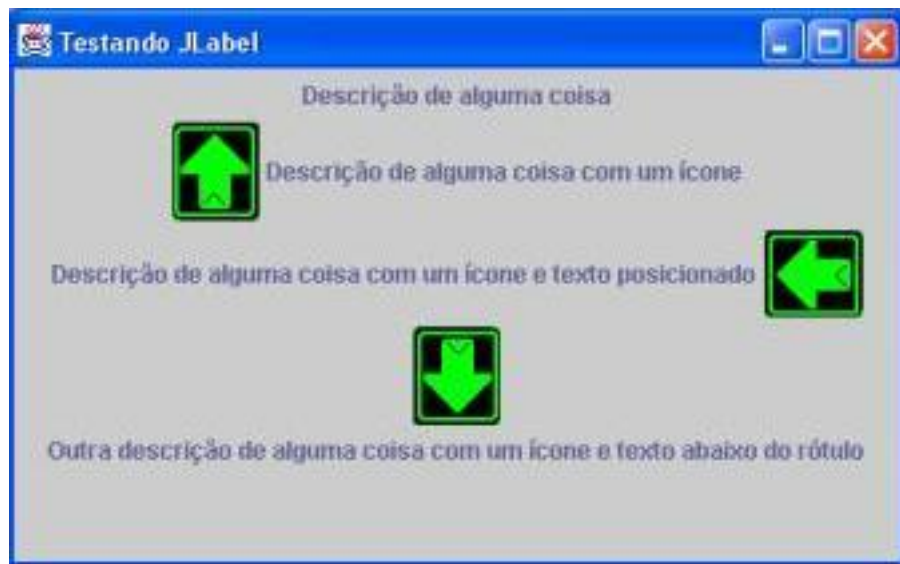 Testando JLabel
Descrição de alguma coisa
Descrição de alguma coisa com um ícone
Descrição de alguma coisa com um ícone e texto posicionado
Outra descrição de alguma coisa com um ícone e texto abaixo do rótulo